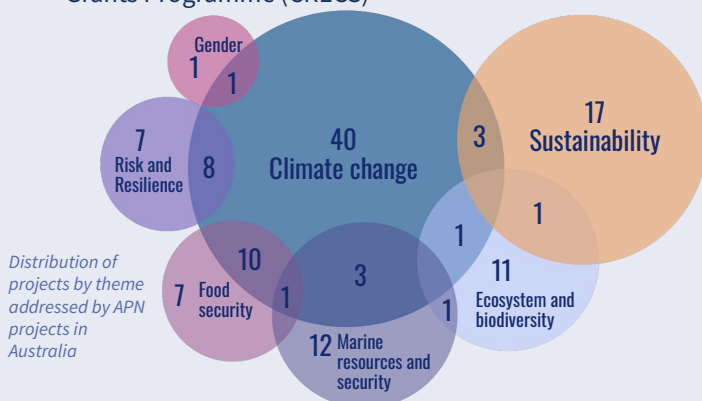 Grants Programme (CRECS)
Gender
1
1
40
Climate change
17
Sustainability
3
7
Risk and
Resilience
8
1
1
11
Ecosystem and
biodiversity
10
7
Food
security
1
3
1
12
Marine
resources and
security
Distribution of
projects by theme
addressed by APN
projects in
Australia